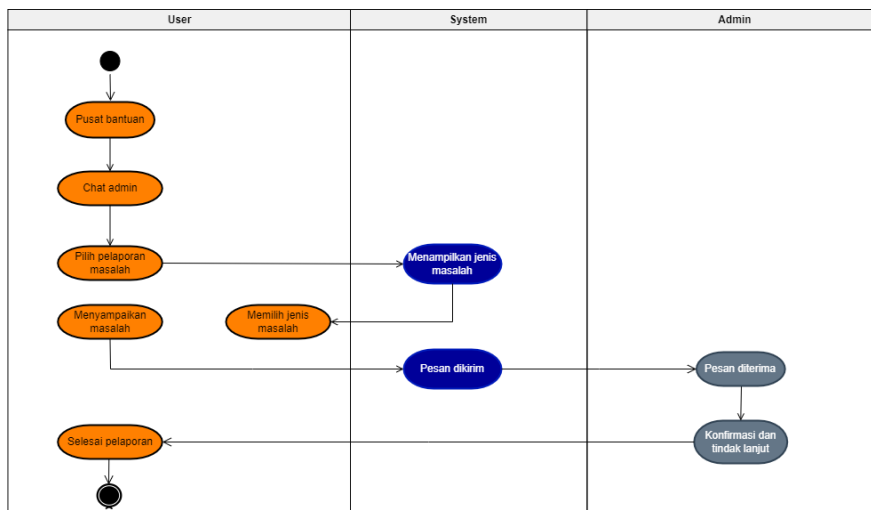 User
System
Admin
Pusat bantuan
Chat admin
Pilih pelaporan
masalah
Menampilkan jenis
masalah
Menyampaikan
masalah
Memilih jenis
masalah
Pesan dikirim
Pesan diterima
Selesai pelaporan
Konfirmasi dan
tindak lanjut